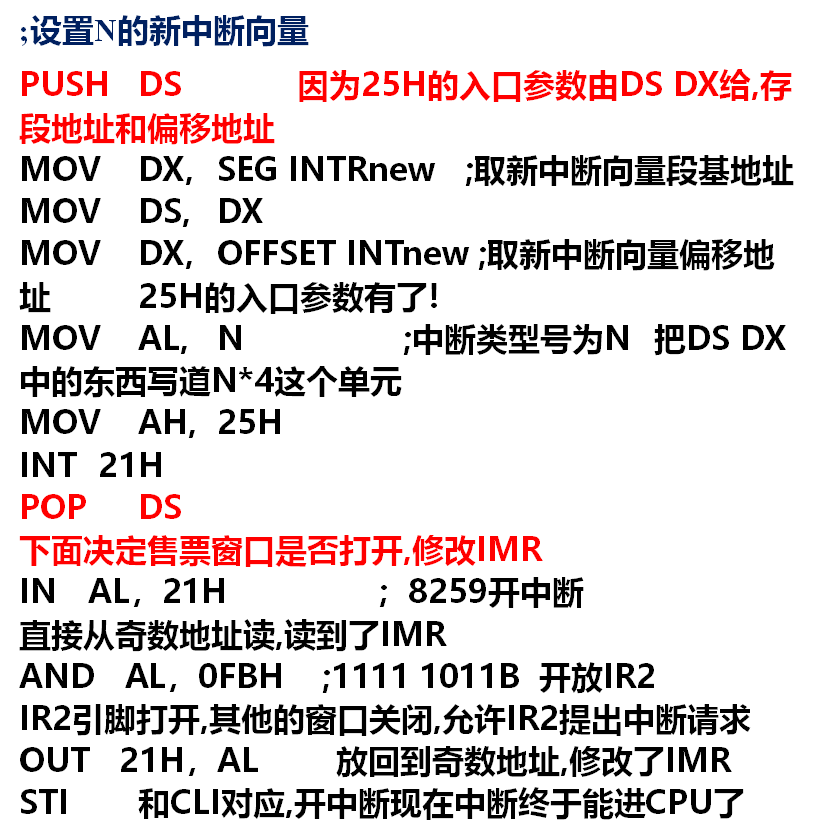 ;设置N的新中断向量
PUSH DS 因为25H的入口参数由DS DX给,存
段地址和偏移地址
MOV DX, SEG INTRnew ;取新中断向量段基地址
MOV DS, DX
MOV DX, OFFSET INTnew ;取新中断向量偏移地
址 25H的入口参数有了!
MOV AL, N ;中断类型号为N 把DS DX
中的东西写道N*4这个单元
MOV AH, 25H
INT 21H
POP DS
下面决定售票窗口是否打开,修改IMR
IN AL, 21H ; 8259开中断
直接从奇数地址读,读到了IMR
AND AL, 0FBH ;1111 1011B 开放IR2
IR2引脚打开,其他的窗口关闭,允许IR2提出中断请求
OUT 21H, AL 放回到奇数地址,修改了IMR
STI 和CLI对应,开中断现在中断终于能进CPU了